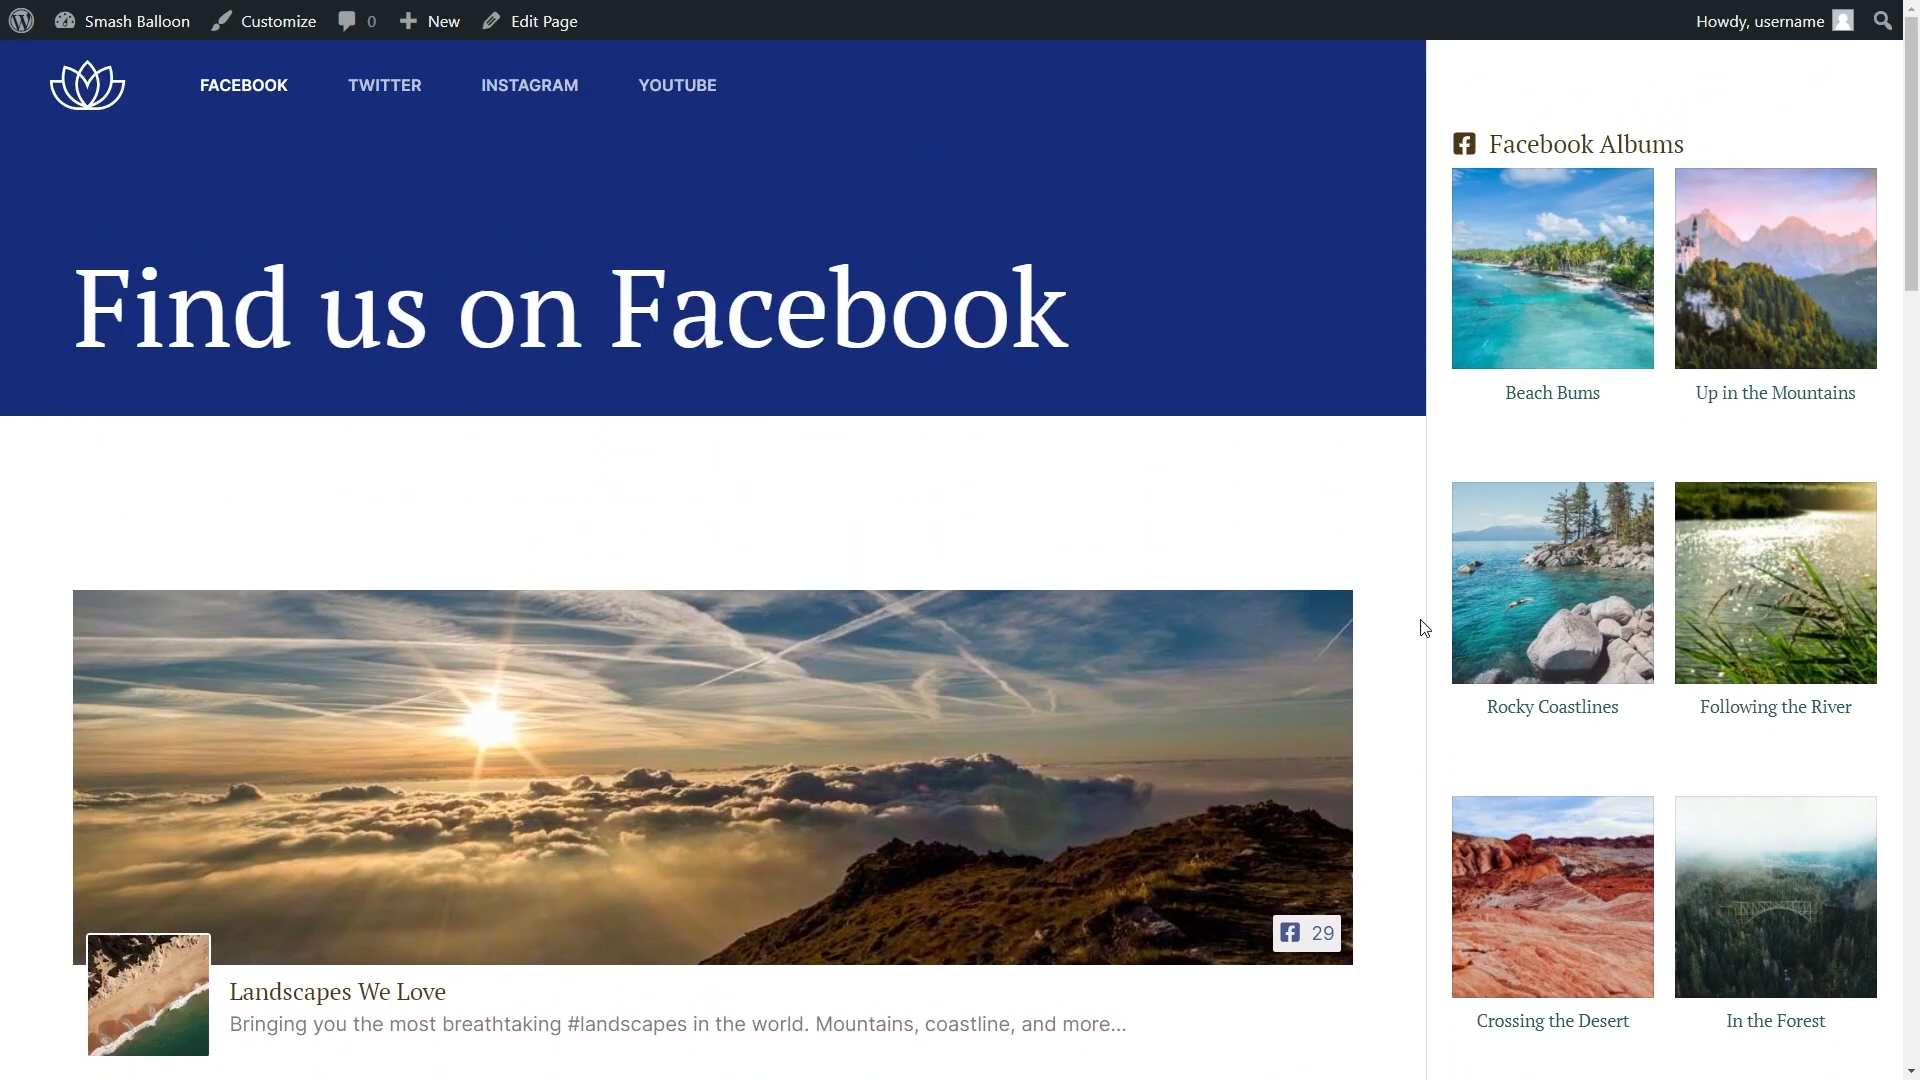 Smash Balloon Customize 0 New Edit Page Howdy, username
FACEBOOK TWITTER INSTAGRAM YOUTUBE
Find us on Facebook
29
Landscapes We Love
Bringing you the most breathtaking #landscapes in the world. Mountains, coastline, and more...
Facebook Albums
Beach Bums
Up in the Mountains
Rocky Coastlines
Following the River
Crossing the Desert
In the Forest